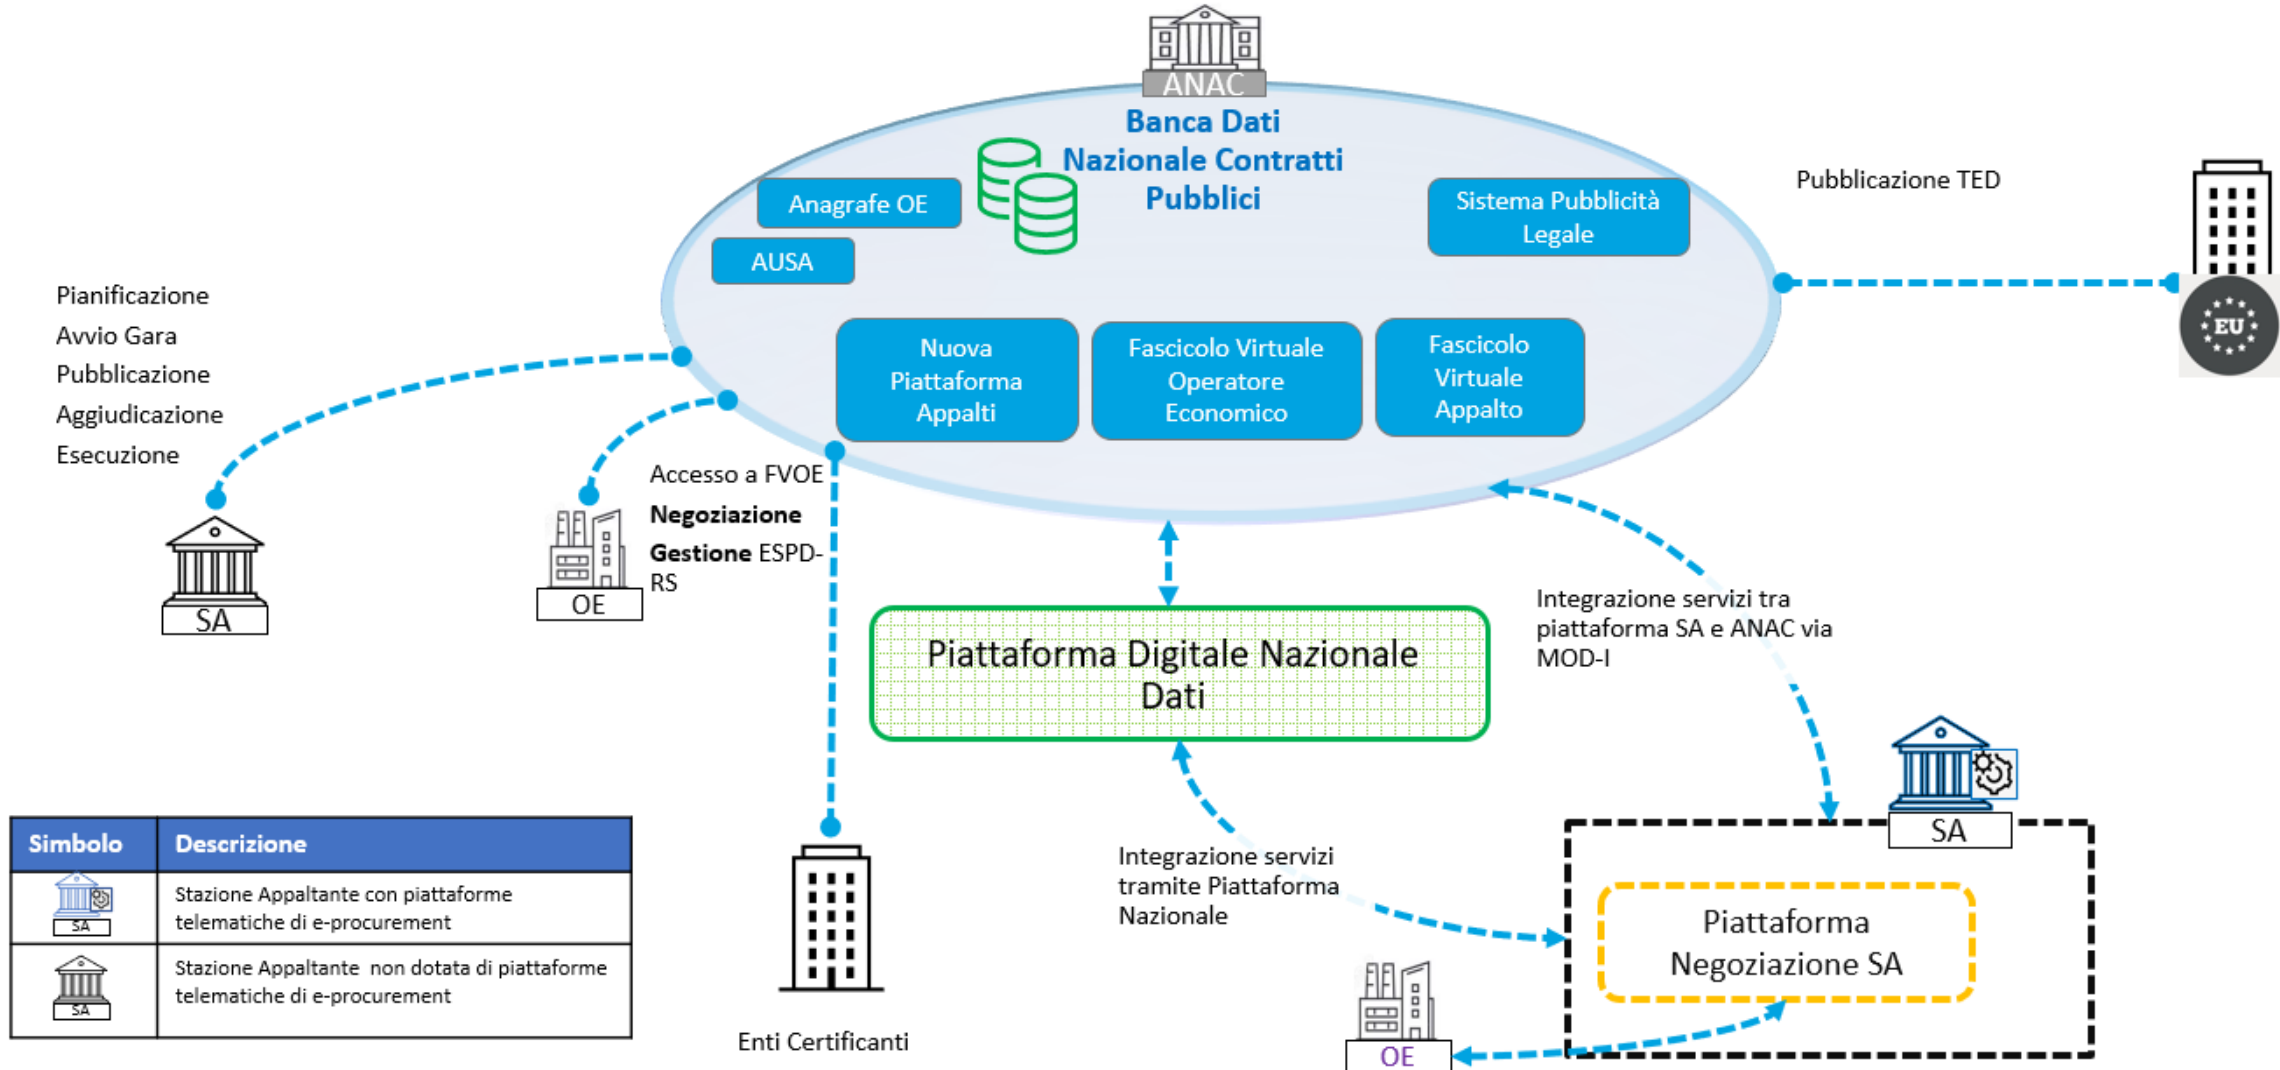 ANAC
Banca Dati
Nazionale Contratti
Pubblici
Anagrafe OE
AUSA
Sistema Pubblicità
Legale
Pubblicazione TED
EU
Nuova
Piattaforma
Appalti
Fascicolo Virtuale
Operatore
Economico
Fascicolo
Virtuale
Appalto
Pianificazione
Avvio Gara
Pubblicazione
Aggiudicazione
Esecuzione
SA
OE
Accesso a FVOE
Negoziazione
Gestione ESPD-
RS
Piattaforma Digitale Nazionale
Dati
Integrazione servizi tra
piattaforma SA e ANAC via
MOD-I
SA
Integrazione servizi
tramite Piattaforma
Nazionale
Piattaforma
Negoziazione SA
OE
Enti Certificanti
Simbolo Descrizione
SA
Stazione Appaltante con piattaforme
telematiche di e-procurement
SA
Stazione Appaltante non dotata di piattaforme
telematiche di e-procurement